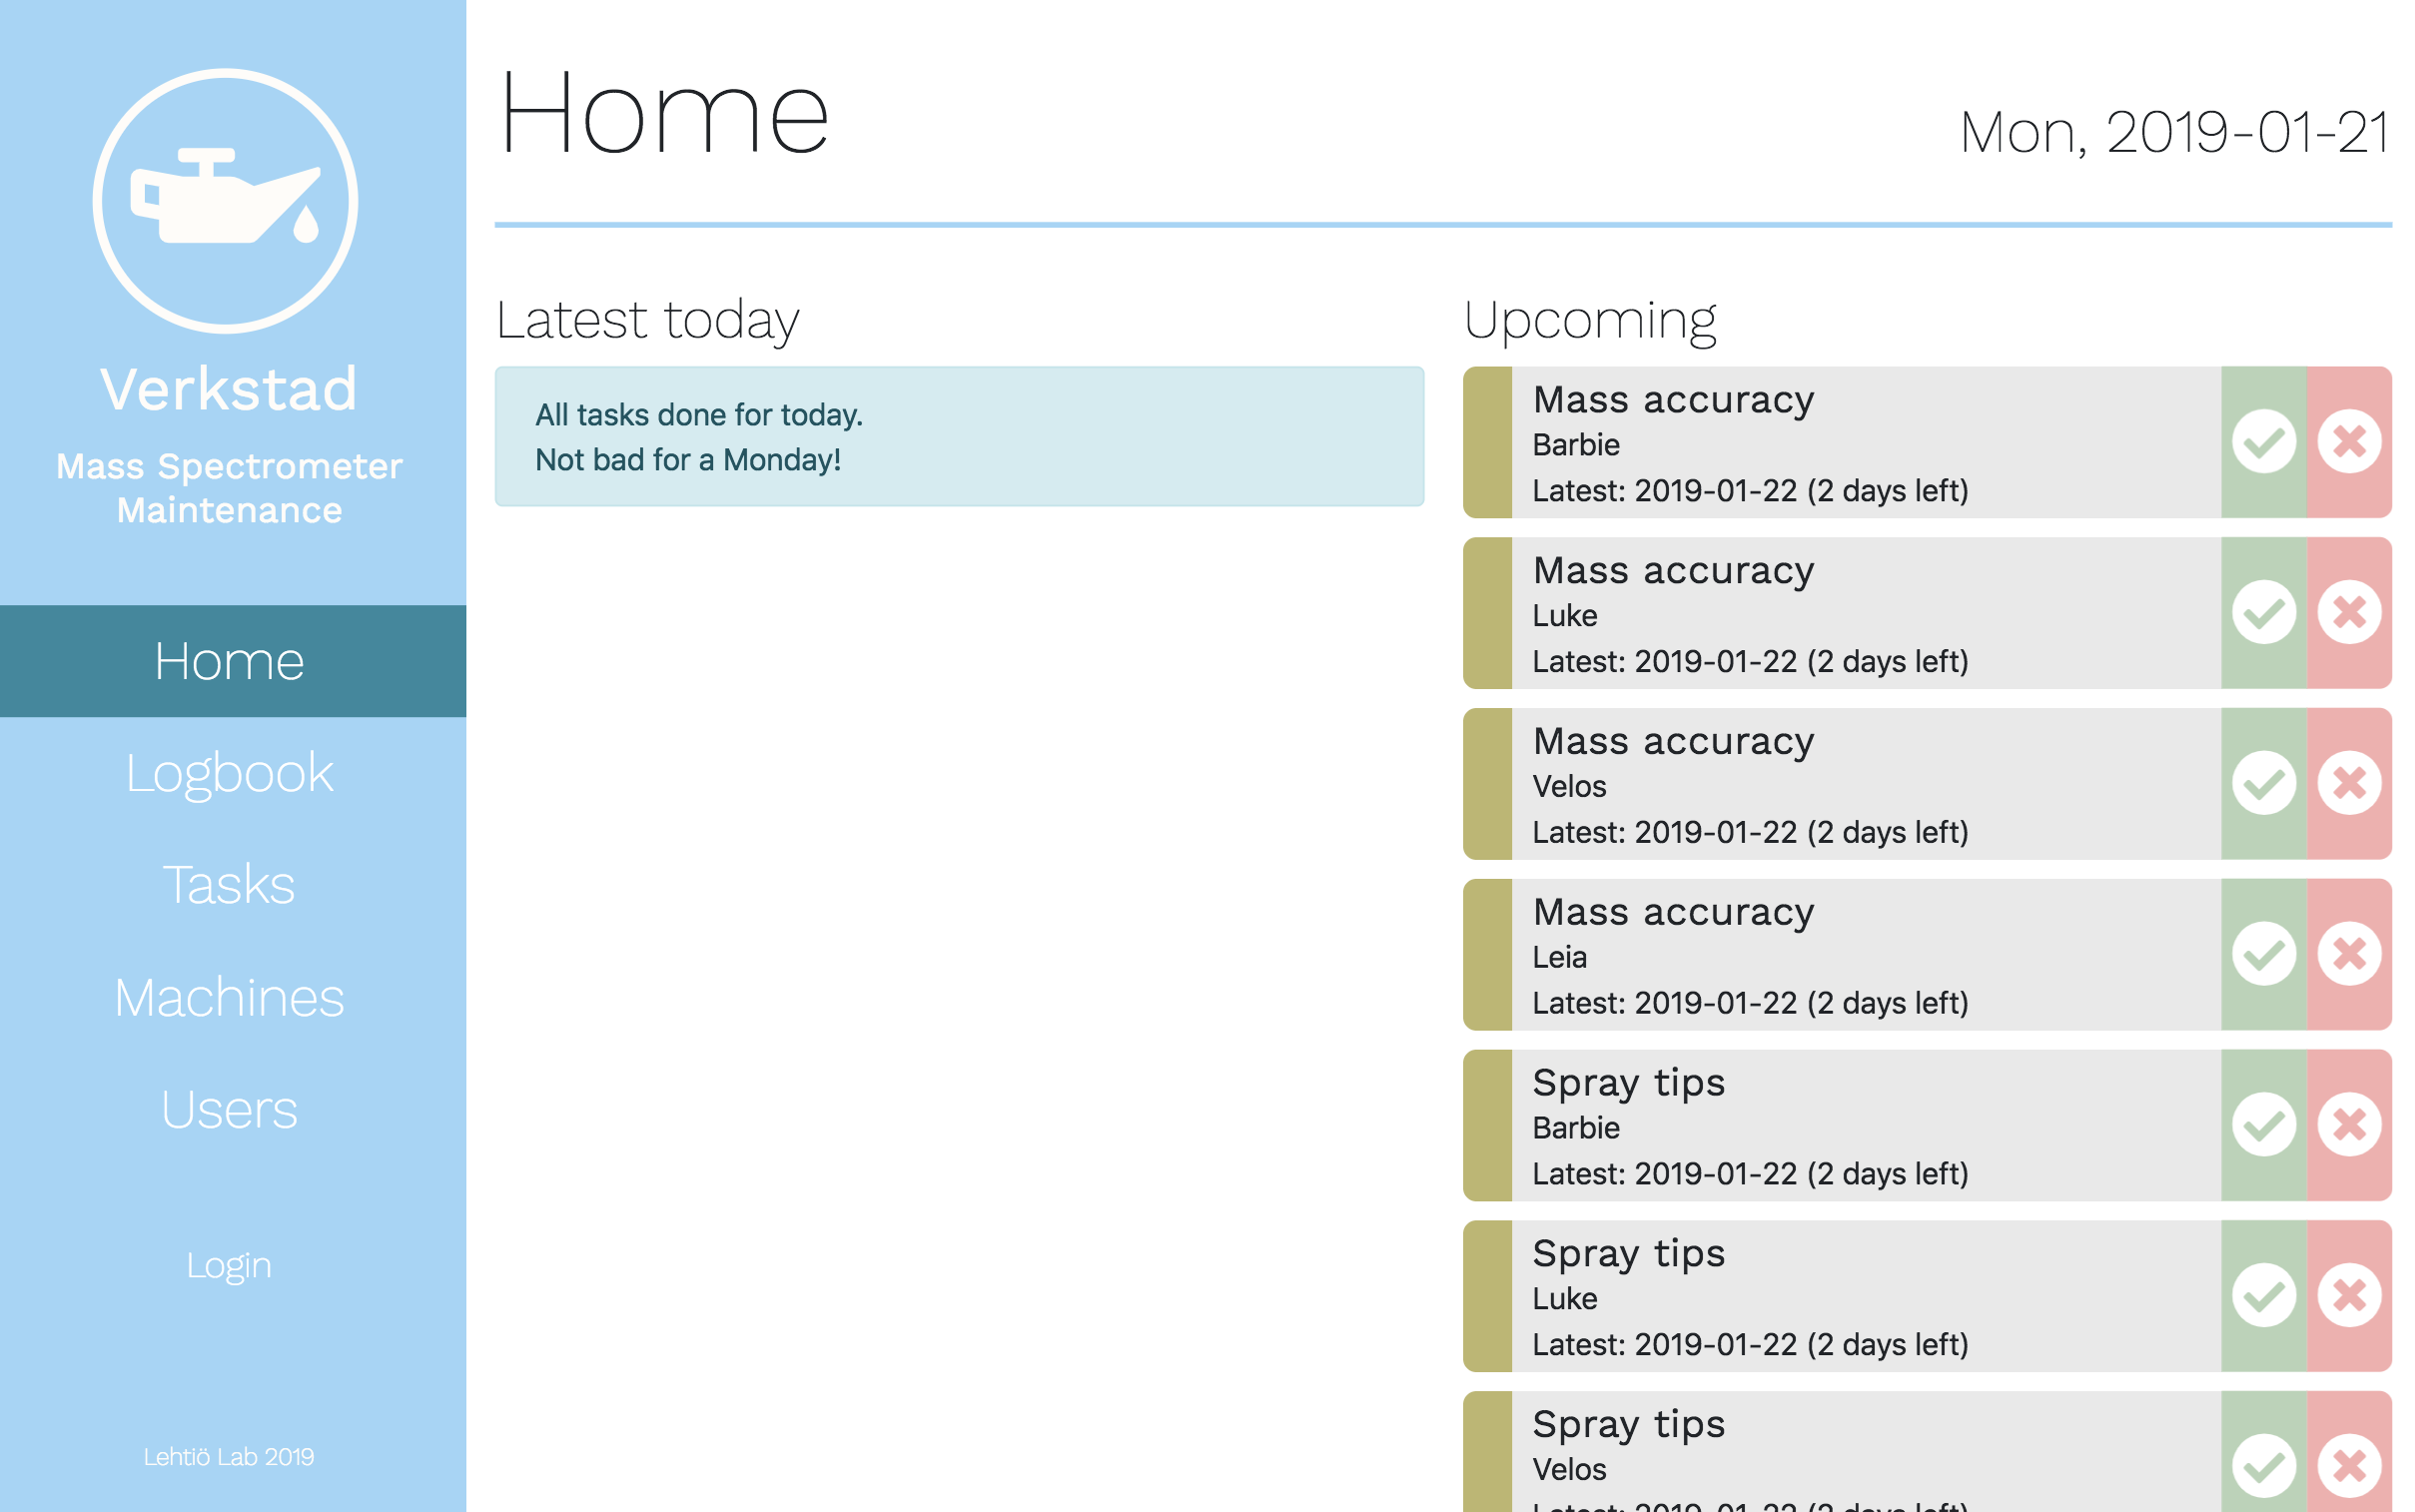 Verkstad
Mass Spectrometer
Maintenance
Home
Logbook
Tasks
Machines
Users
Login
Lehtiö Lab 2019
Home
Mon, 2019-01-21
Latest today
All tasks done for today.
Not bad for a Monday!
Upcoming
Mass accuracy
Barbie
Latest: 2019-01-22 (2 days left)
Mass accuracy
Luke
Latest: 2019-01-22 (2 days left)
Mass accuracy
Velos
Latest: 2019-01-22 (2 days left)
Mass accuracy
Leia
Latest: 2019-01-22 (2 days left)
Spray tips
Barbie
Latest: 2019-01-22 (2 days left)
Spray tips
Luke
Latest: 2019-01-22 (2 days left)
Spray tips
Velos